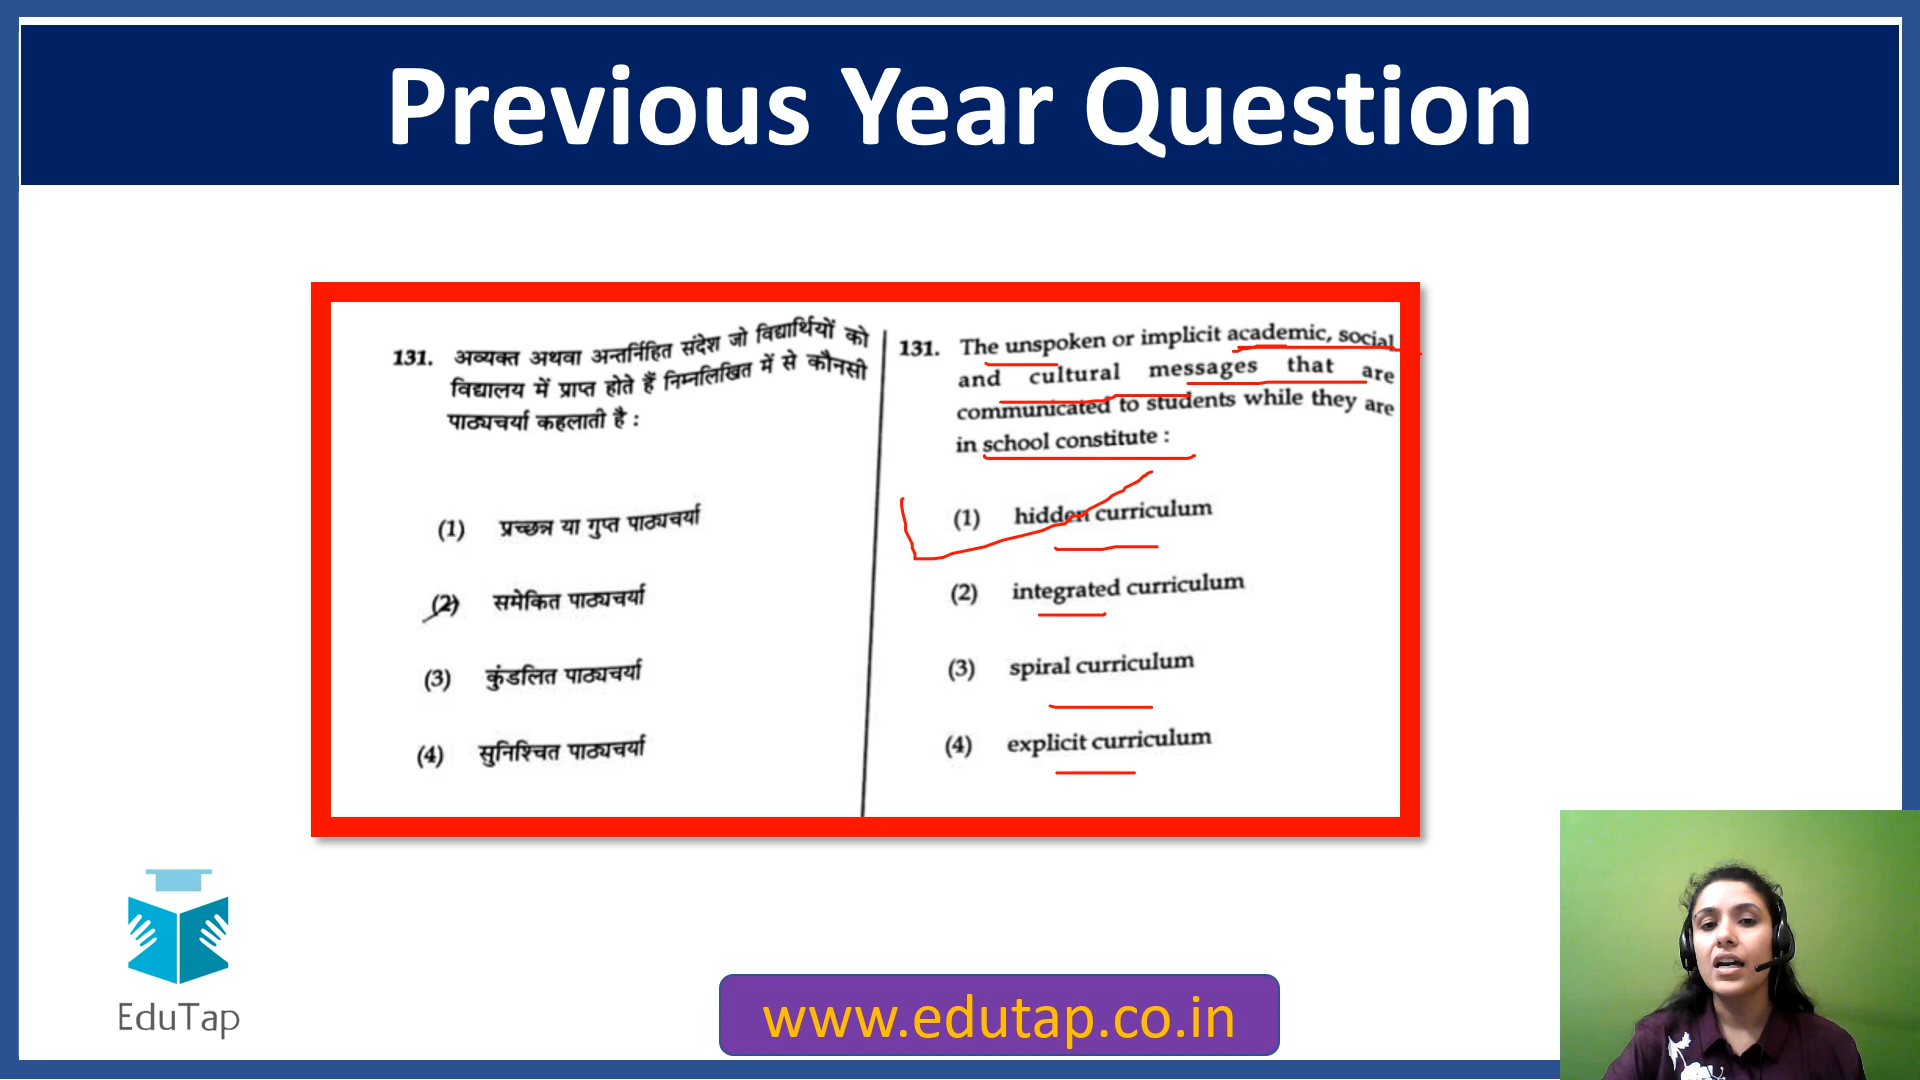 Previous Year Question
131. अव्यक्त अथवा अन्तर्निहित संदेश जो विद्यार्थियों को
विद्यालय में प्राप्त होते हैं निम्नलिखित में से कौनसी
पाठ्यचर्या कहलाती है :
(1) प्रच्छन्न या गुप्त पाठ्यचर्या
(2) समेकित पाठ्यचर्या
(3) कुंडलित पाठ्यचर्या
(4) सुनिश्चित पाठ्यचर्या
131. The unspoken or implicit academic, social
and cultural messages that are
communicated to students while they are
in school constitute :
(1) hidden curriculum
(2) integrated curriculum
(3) spiral curriculum
(4) explicit curriculum
EduTap
www.edutap.co.in